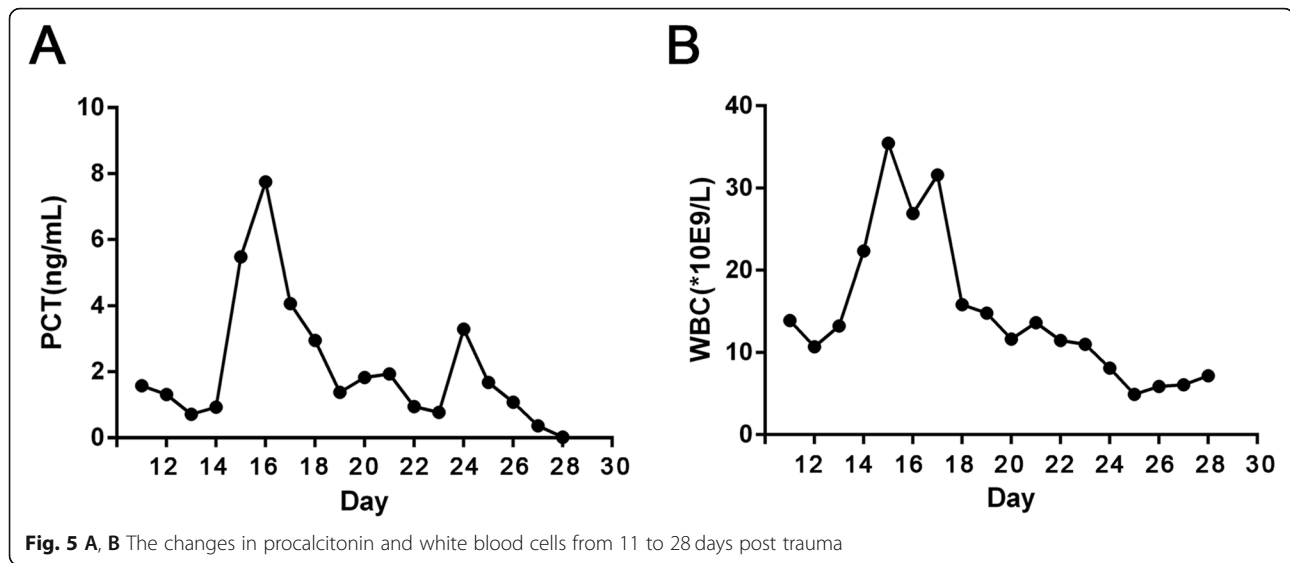 A
PCT(ng/mL)
10
8
6
4
2
0
12 14 16 18 20 22 24 26 28 30
Day
B
WBC(*10E9/L)
40
30
20
10
0
12 14 16 18 20 22 24 26 28 30
Day
Fig. 5 A, B The changes in procalcitonin and white blood cells from 11 to 28 days post trauma